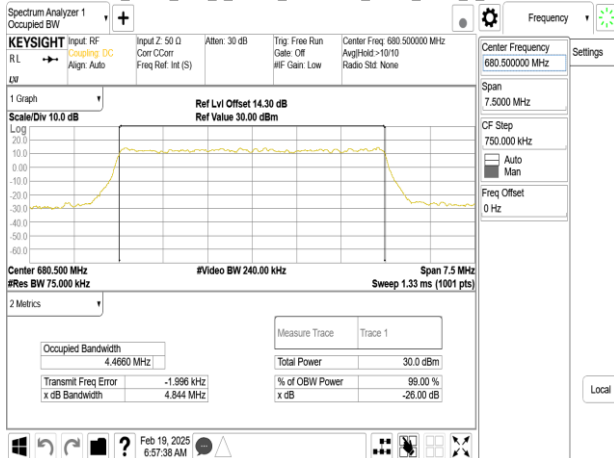 Spectrum Analyzer 1
Occupied BW
+
Frequency
KEYSIGHT
RL
LXI
Input: RF
Coupling: DC
Align: Auto
Input Z: 50 Ω
Corr CCorr
Freq Ref: Int (S)
Atten: 30 dB
Trig: Free Run
Gate: Off
#IF Gain: Low
Center Freq: 680.500000 MHz
Avg|Hold:>10/10
Radio Std: None
Center Frequency
680.500000 MHz
Settings
Span
7.5000 MHz
CF Step
750.000 kHz
Auto
Man
Freq Offset
0 Hz
1 Graph
Scale/Div 10.0 dB
Ref Lvl Offset 14.30 dB
Ref Value 30.00 dBm
Log
20.0
10.0
0.00
-10.0
-20.0
-30.0
-40.0
-50.0
-60.0
Center 680.500 MHz
#Video BW 240.00 kHz
Span 7.5 MHz
#Res BW 75.000 kHz
Sweep 1.33 ms (1001 pts)
2 Metrics
Measure Trace Trace 1
Occupied Bandwidth
4.4660 MHz
Total Power 30.0 dBm
Transmit Freq Error -1.996 kHz
% of OBW Power 99.00 %
x dB Bandwidth 4.844 MHz
x dB -26.00 dB
Local
?
Feb 19, 2025
6:57:38 AM